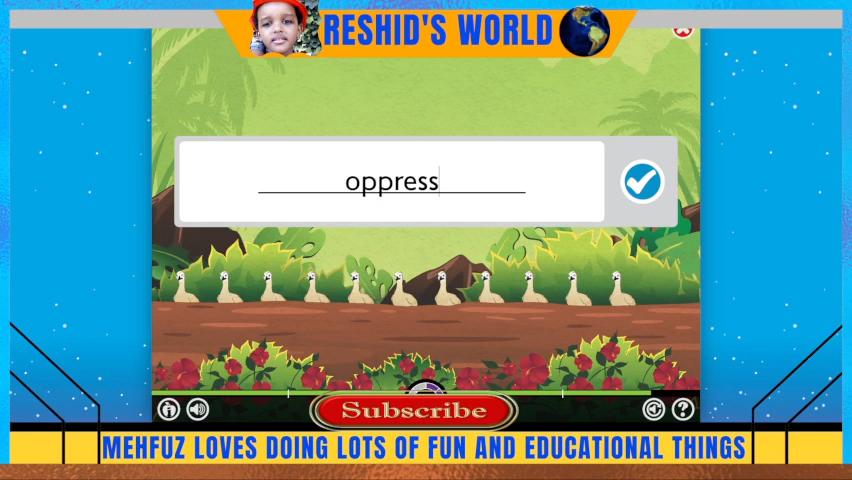 RESHID'S WORLD
oppress
Subscribe
MEHFUZ LOVES DOING LOTS OF FUN AND EDUCATIONAL THINGS